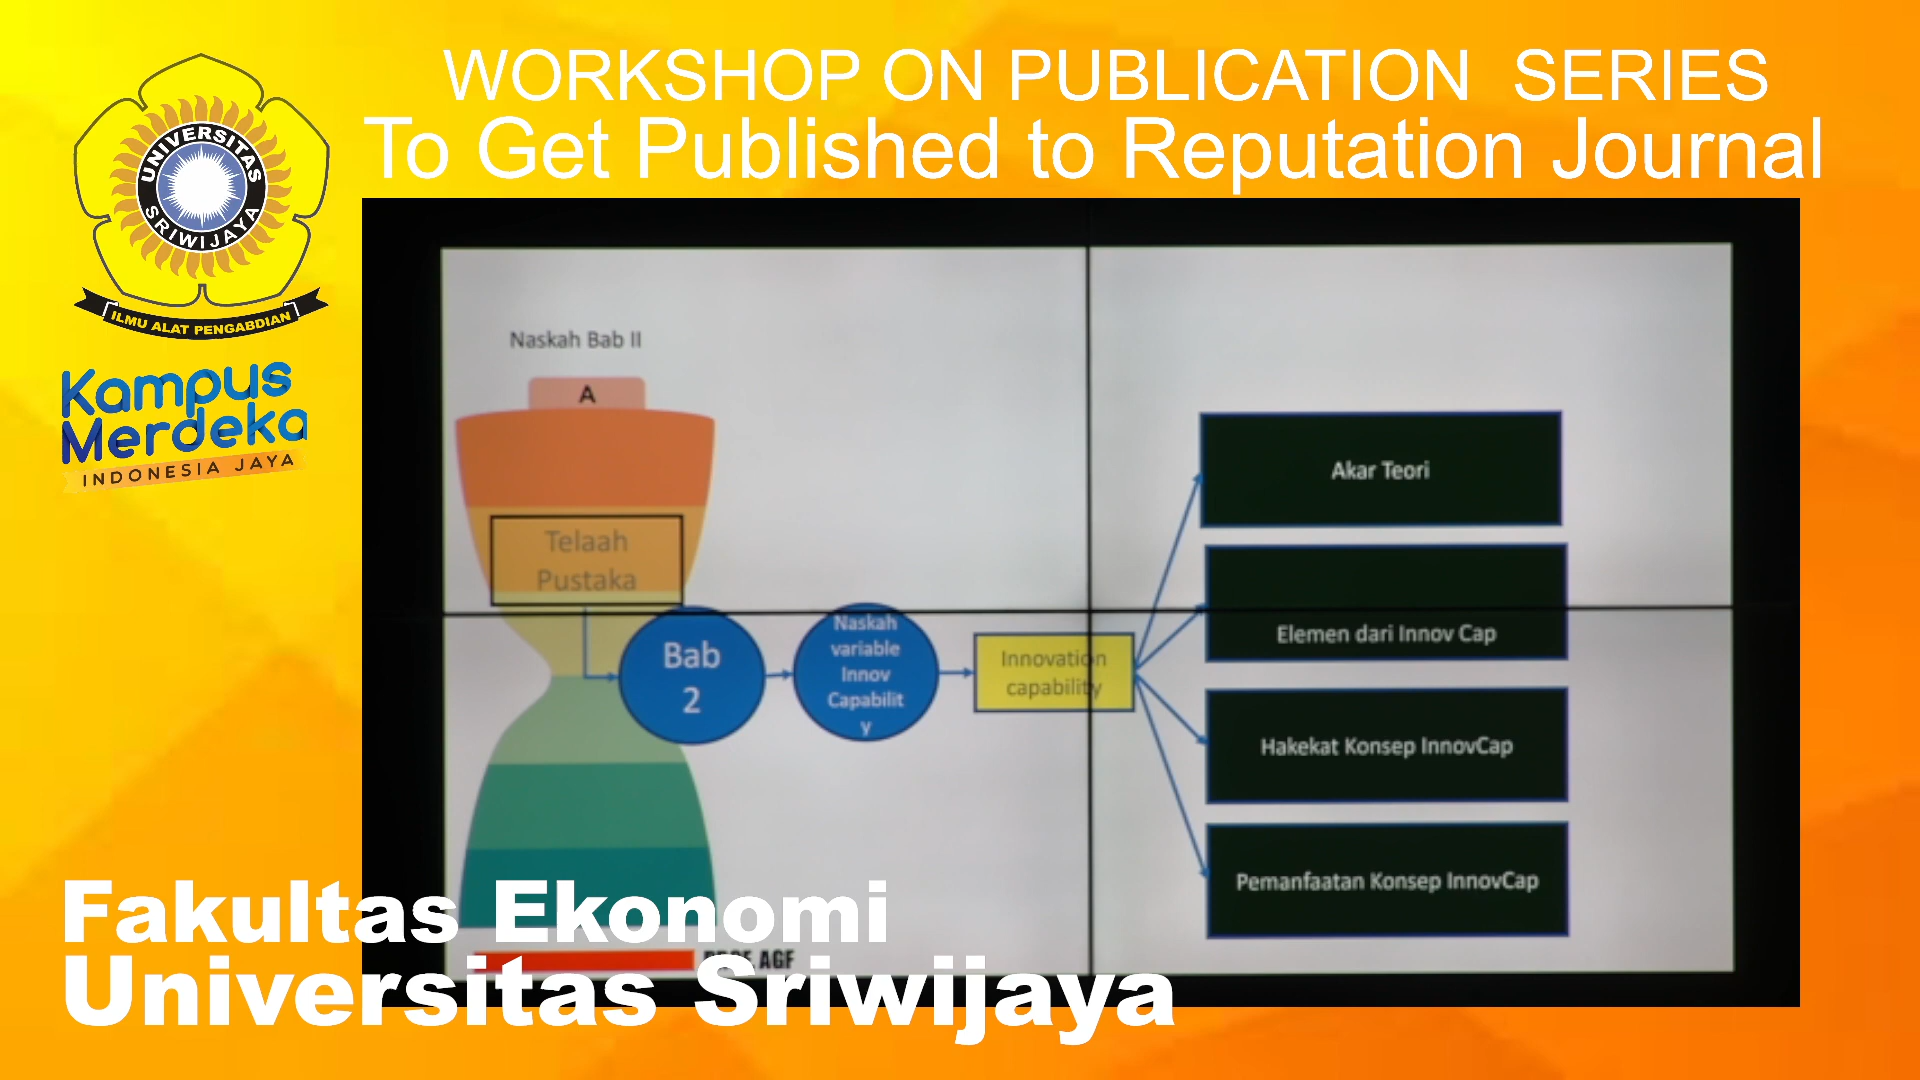 WORKSHOP ON PUBLICATION SERIES
To Get Published to Reputation Journal
UNIVERSITAS
SRIWIJAYA
ILMU ALAT PENGABDIAN
Kampus
Merdeka
INDONESIA JAYA
Naskah Bab II
A
Telaah
Pustaka
Bab
2
Naskah
variable
Innov
Capabilit
y
Innovation
capability
Akar Teori
Elemen dari Innov Cap
Hakekat Konsep InnovCap
Pemanfaatan Konsep InnovCap
AGF
Fakultas Ekonomi
Universitas Sriwijaya